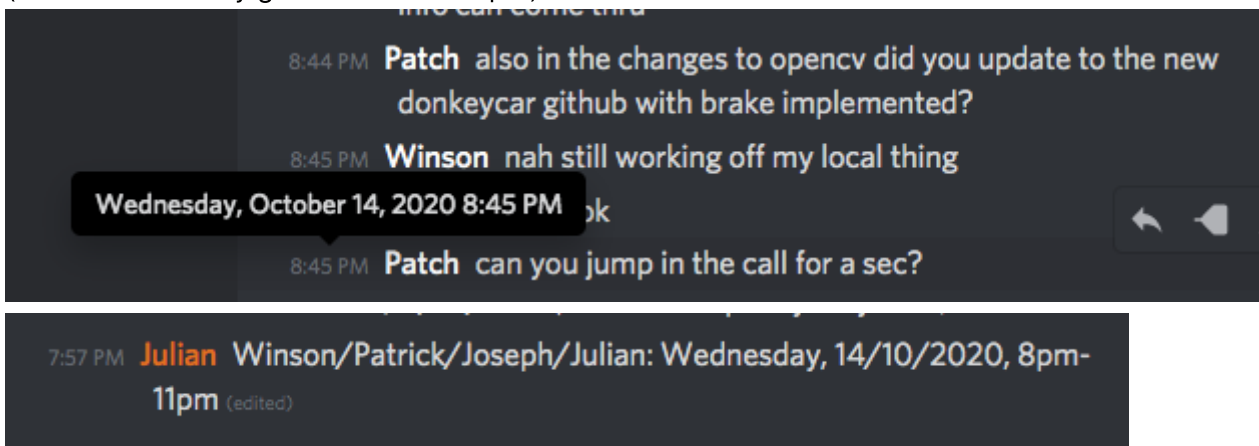 8:44 PM Patch also in the changes to opencv did you update to the new
donkeycar github with brake implemented?
8:45 PM Winson nah still working off my local thing
Wednesday, October 14, 2020 8:45 PM
8:45 PM Patch can you jump in the call for a sec?
7:57 PM Julian Winson/Patrick/Joseph/Julian: Wednesday, 14/10/2020, 8pm-
11pm (edited)